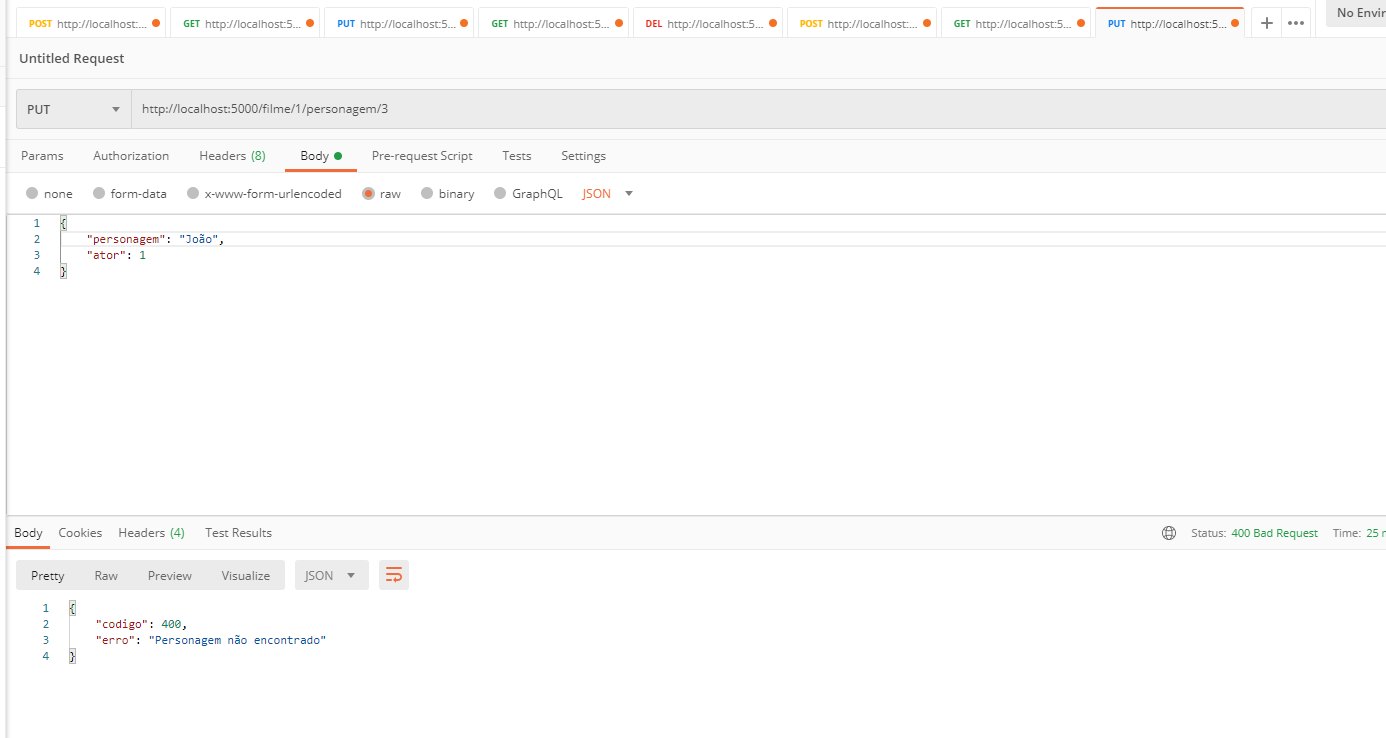 POST http://localhost:... GET http://localhost:5... PUT http://localhost:5... GET http://localhost:5... DEL http://localhost:5... POST http://localhost:... GET http://localhost:5... PUT http://localhost:5... + ••• No Envir
Untitled Request
PUT http://localhost:5000/filme/1/personagem/3
Params Authorization Headers (8) Body Pre-request Script Tests Settings
none form-data x-www-form-urlencoded raw binary GraphQL JSON
1 {
2 "personagem": "João",
3 "ator": 1
4 }
Body Cookies Headers (4) Test Results Status: 400 Bad Request Time: 25 m
Pretty Raw Preview Visualize JSON
1 {
2 "codigo": 400,
3 "erro": "Personagem não encontrado"
4 }